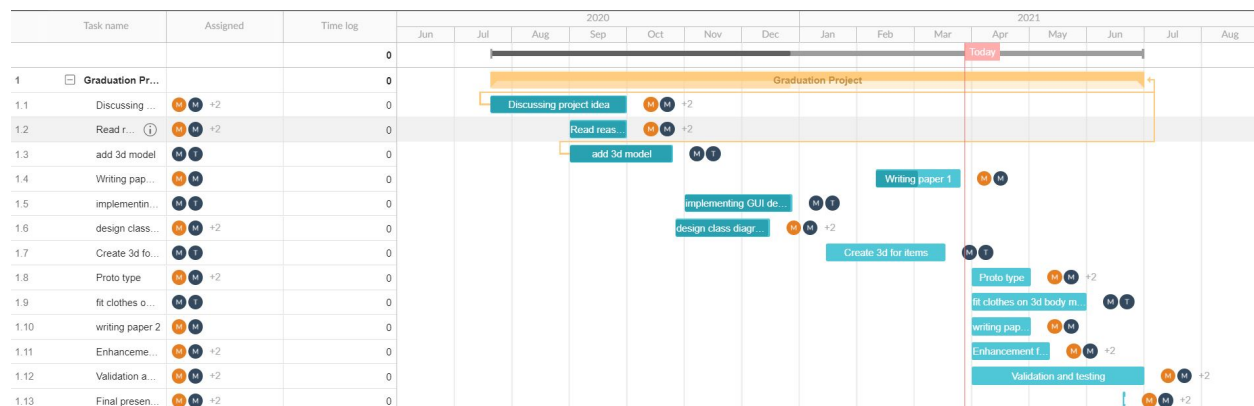 2020 2021
Task name Assigned Time log Jun Jul Aug Sep Oct Nov Dec Jan Feb Mar Apr May Jun Jul Aug
0 Today
1 Graduation Pr... 0 Graduation Project
1.1 Discussing ... M M +2 0 Discussing project idea M M +2
1.2 Read r... i M M +2 0 Read reas... M M +2
1.3 add 3d model M T 0 add 3d model M T
1.4 Writing pap... M M 0 Writing paper 1 M M
1.5 implementin... M T 0 implementing GUI de... M T
1.6 design class... M M +2 0 design class diagr... M M +2
1.7 Create 3d fo... M T 0 Create 3d for items M T
1.8 Proto type M M +2 0 Proto type M M +2
1.9 fit clothes o... M T 0 fit clothes on 3d body m... M T
1.10 writing paper 2 M M 0 writing pap... M M
1.11 Enhanceme... M M +2 0 Enhancement f... M M +2
1.12 Validation a... M M +2 0 Validation and testing M M +2
1.13 Final presen... M M +2 0 M M +2